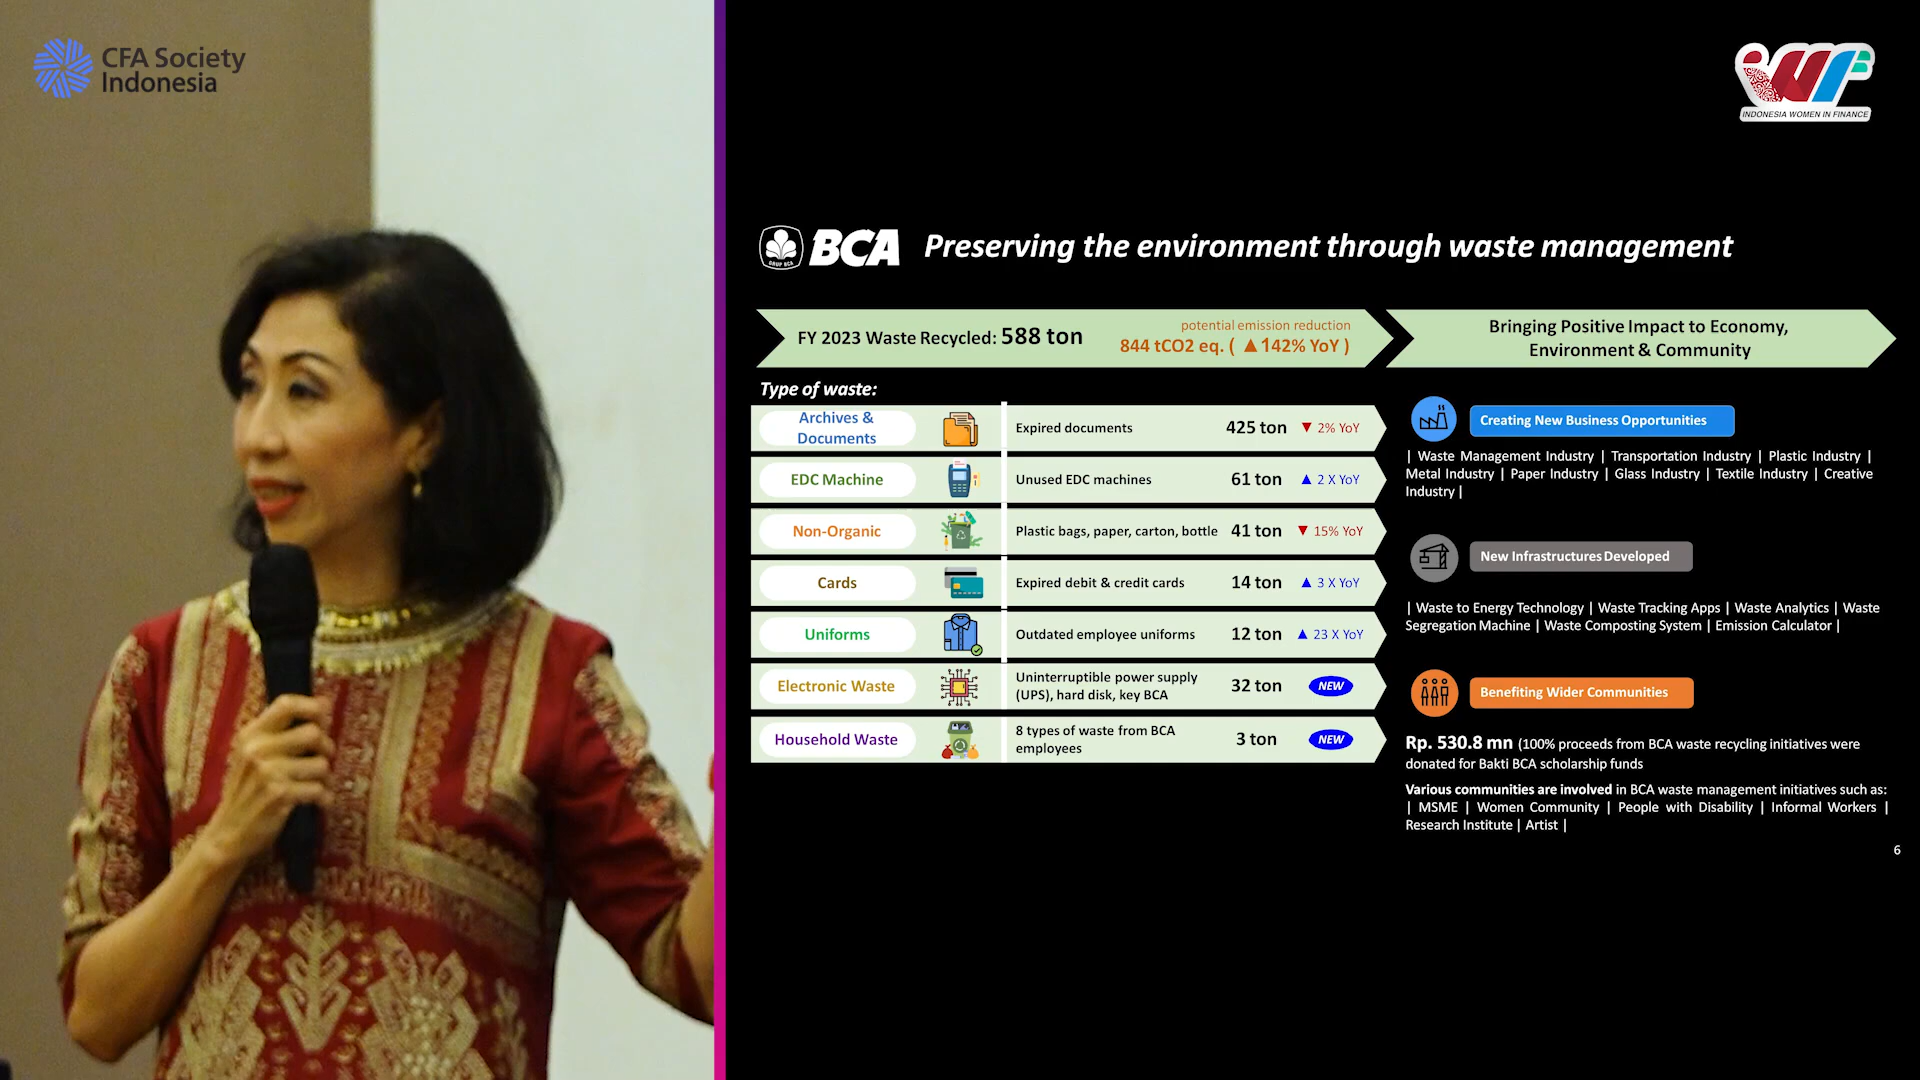 CFA Society
Indonesia
INDONESIA WOMEN IN FINANCE
GRUP BCA
BCA
Preserving the environment through waste management
FY 2023 Waste Recycled: 588 ton
potential emission reduction
844 tCO2 eq. ( ▲ 142% YoY )
Bringing Positive Impact to Economy,
Environment & Community
Type of waste:
Archives &
Documents
Expired documents
425 ton
▼ 2% YoY
EDC Machine
Unused EDC machines
61 ton
▲ 2 X YoY
Non-Organic
Plastic bags, paper, carton, bottle
41 ton
▼ 15% YoY
Cards
Expired debit & credit cards
14 ton
▲ 3 X YoY
Uniforms
Outdated employee uniforms
12 ton
▲ 23 X YoY
Electronic Waste
Uninterruptible power supply
(UPS), hard disk, key BCA
32 ton
NEW
Household Waste
8 types of waste from BCA
employees
3 ton
NEW
Creating New Business Opportunities
| Waste Management Industry | Transportation Industry | Plastic Industry |
Metal Industry | Paper Industry | Glass Industry | Textile Industry | Creative
Industry |
New Infrastructures Developed
| Waste to Energy Technology | Waste Tracking Apps | Waste Analytics | Waste
Segregation Machine | Waste Composting System | Emission Calculator |
Benefiting Wider Communities
Rp. 530.8 mn (100% proceeds from BCA waste recycling initiatives were
donated for Bakti BCA scholarship funds
Various communities are involved in BCA waste management initiatives such as:
| MSME | Women Community | People with Disability | Informal Workers |
Research Institute | Artist |
6